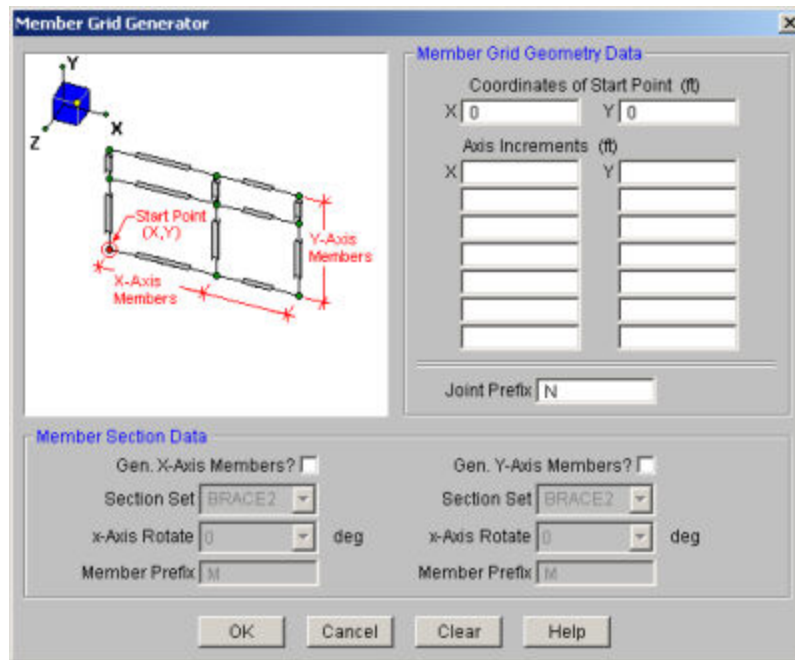 Member Grid Generator
Y
X
Z
Start Point
(X,Y)
X-Axis
Members
Y-Axis
Members
Member Grid Geometry Data
Coordinates of Start Point (ft)
X 0 Y 0
Axis Increments (ft)
X Y
Joint Prefix N
Member Section Data
Gen. X-Axis Members? Gen. Y-Axis Members?
Section Set BRACE2 Section Set BRACE2
x-Axis Rotate 0 deg x-Axis Rotate 0 deg
Member Prefix M Member Prefix M
OK Cancel Clear Help